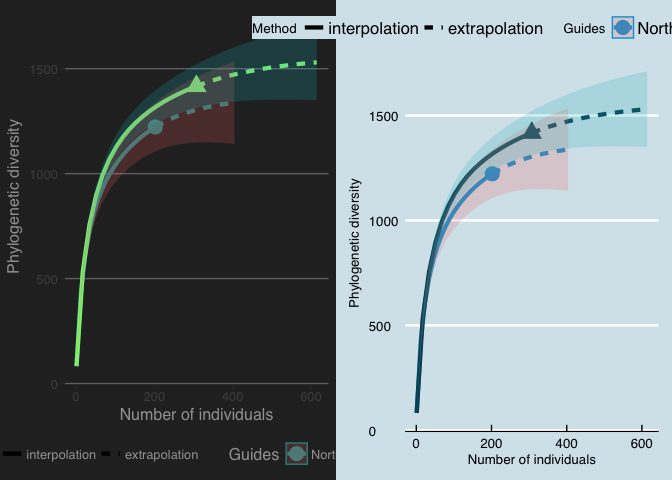 Method interpolation extrapolation Guides North
1500
1000
500
0
0 200 400 600
Phylogenetic diversity
Number of individuals
interpolation extrapolation Guides Nort
1500
1000
500
0
0 200 400 600
Phylogenetic diversity
Number of individuals